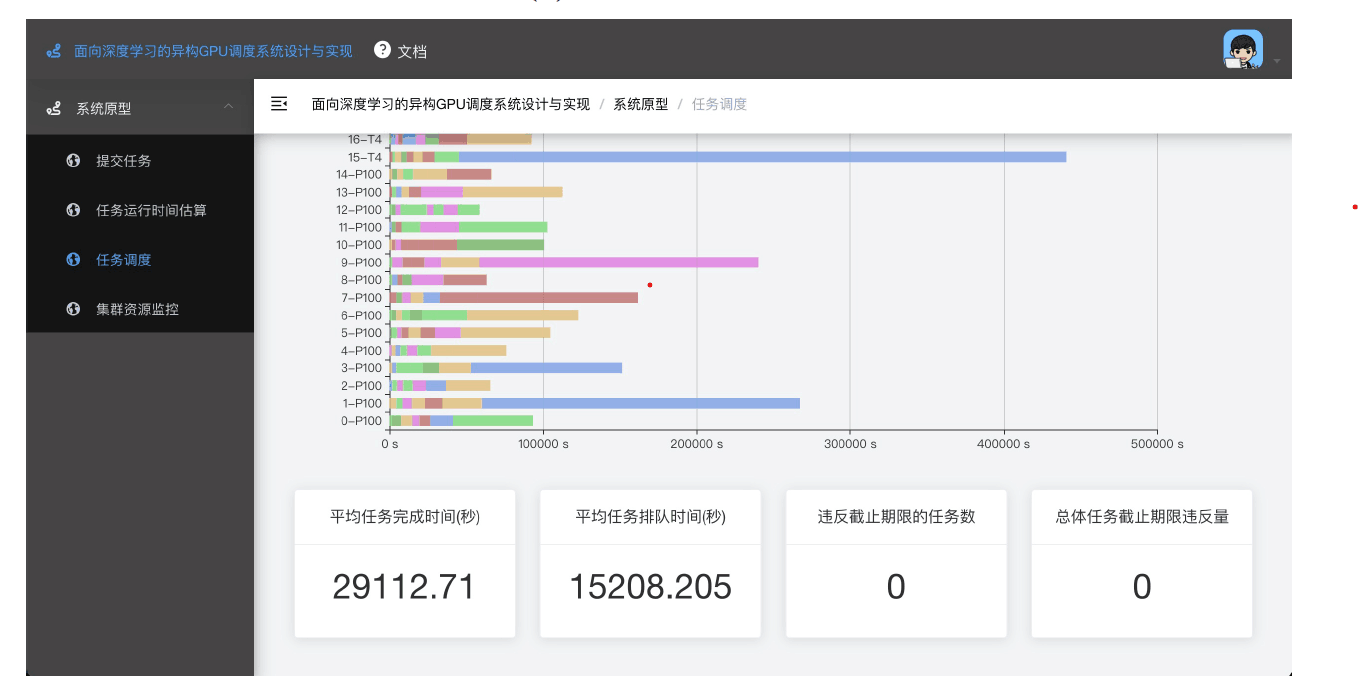 面向深度学习的异构GPU调度系统设计与实现 ? 文档
系统原型
面向深度学习的异构GPU调度系统设计与实现 / 系统原型 / 任务调度
提交任务
任务运行时间估算
任务调度
集群资源监控
16-T4
15-T4
14-P100
13-P100
12-P100
11-P100
10-P100
9-P100
8-P100
7-P100
6-P100
5-P100
4-P100
3-P100
2-P100
1-P100
0-P100
0 s 100000 s 200000 s 300000 s 400000 s 500000 s
平均任务完成时间(秒) 平均任务排队时间(秒) 违反截止期限的任务数 总体任务截止期限违反量
29112.71 15208.205 0 0